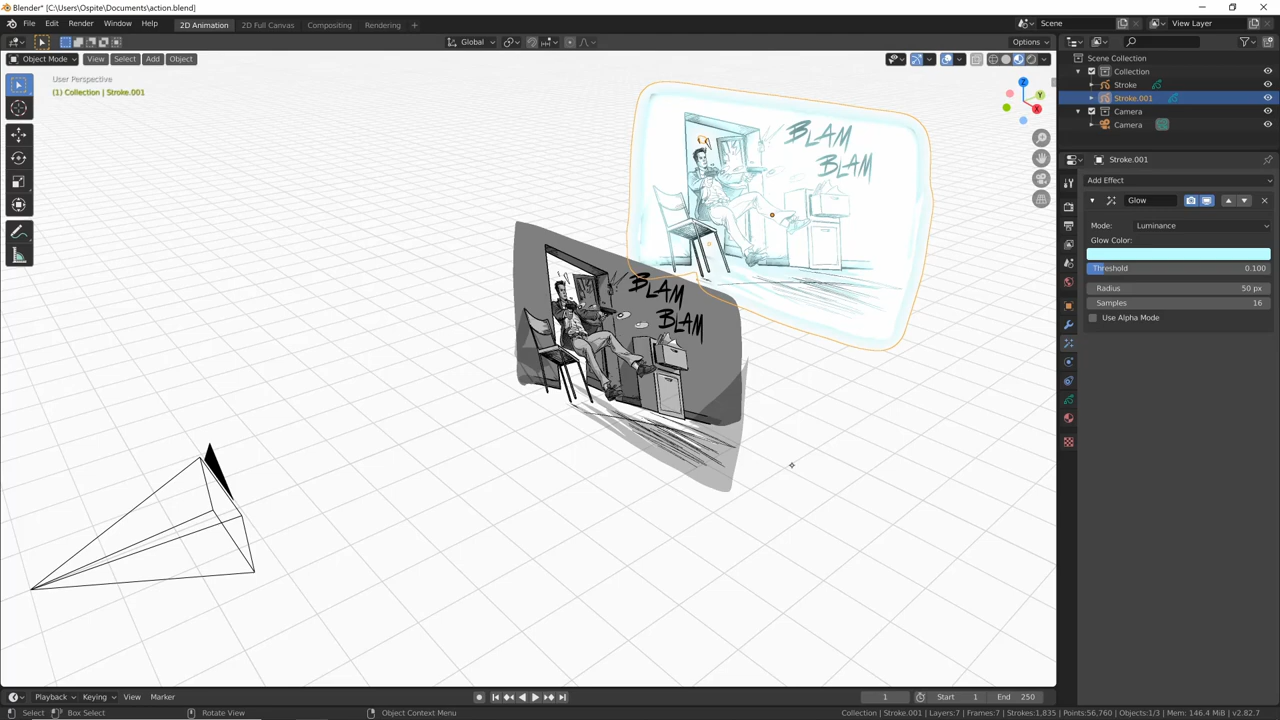 Blender* [C:\Users\Ospite\Documents\action.blend]
File Edit Render Window Help 2D Animation 2D Full Canvas Compositing Rendering + Scene View Layer
Global Options
Object Mode View Select Add Object
User Perspective
(1) Collection | Stroke.001
Z
Y
X
BLAM
BLAM
BLAM
BLAM
Scene Collection
Collection
Stroke
Stroke.001
Camera
Camera
Stroke.001
Add Effect
Glow
Mode: Luminance
Glow Color:
Threshold 0.100
Radius 50 px
Samples 16
Use Alpha Mode
Playback Keying View Marker 1 Start 1 End 250
Select Box Select Rotate View Object Context Menu Collection | Stroke.001 | Layers:7 | Frames:7 | Strokes:1,835 | Points:56,760 | Objects:1/3 | Mem: 146.4 MiB | v2.82.7